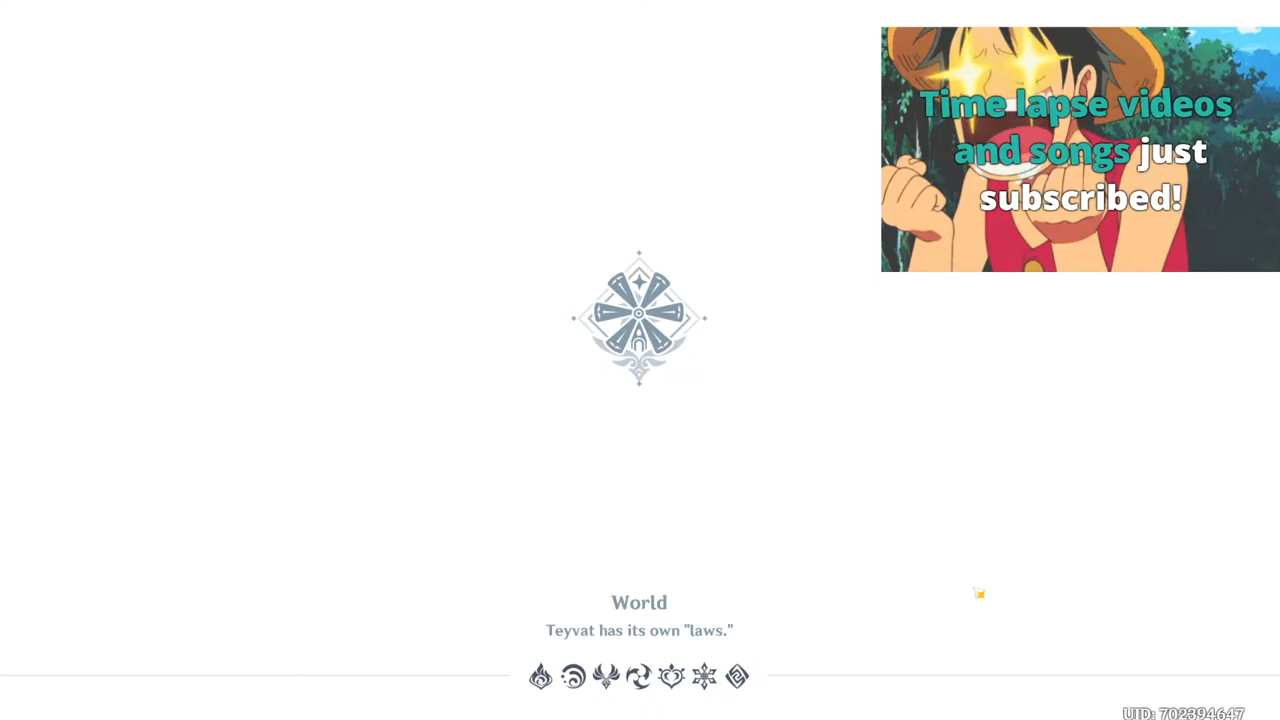 Time lapse videos
and songs just
subscribed!
World
Teyvat has its own "laws."
UID: 702394647